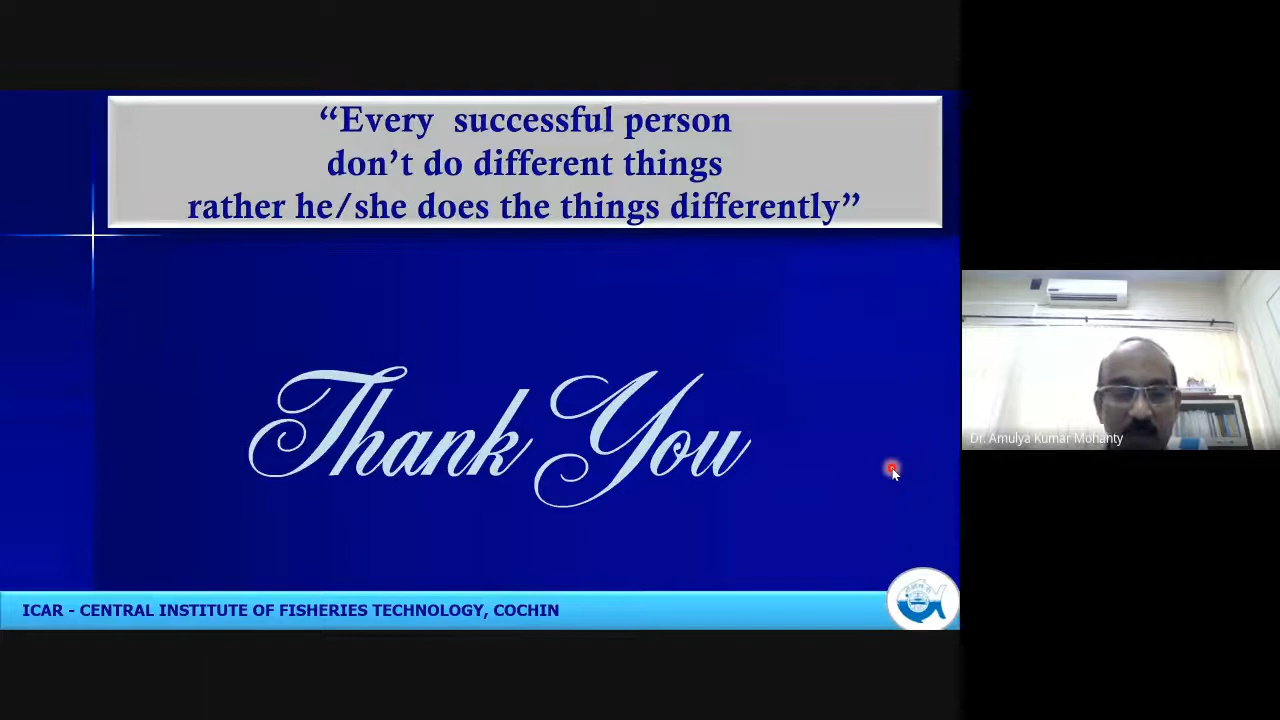 “Every successful person
don’t do different things
rather he/she does the things differently”
Thank You
ICAR - CENTRAL INSTITUTE OF FISHERIES TECHNOLOGY, COCHIN
Dr. Amulya Kumar Mohanty